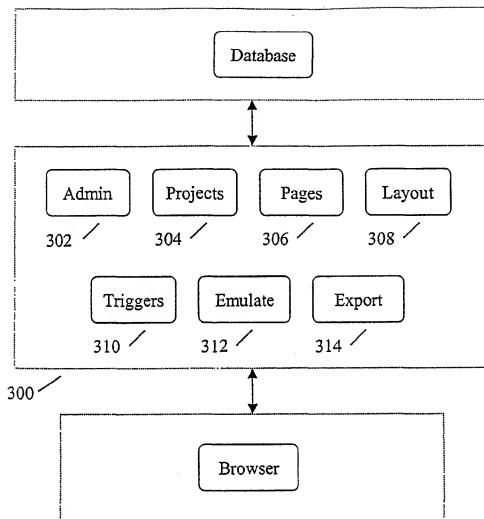 Database
Admin Projects Pages Layout
302 304 306 308
Triggers Emulate Export
310 312 314
300
Browser